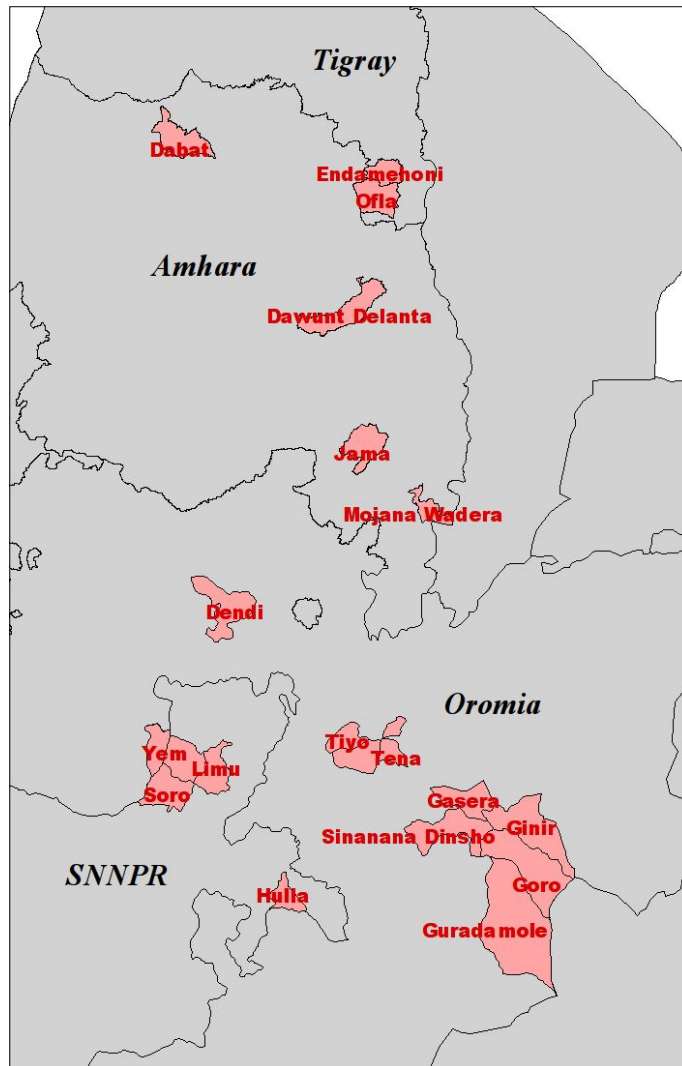 Tigray
Dabat
Endamehoni
Ofla
Amhara
Dawunt Delanta
Jama
Mojana Wadera
Dendi
Oromia
Tiyo
Yem
Tena
Limu
Soro
Gasera
Ginir
Sinanana Dinsho
SNNPR
Goro
Hulla
Guradamole